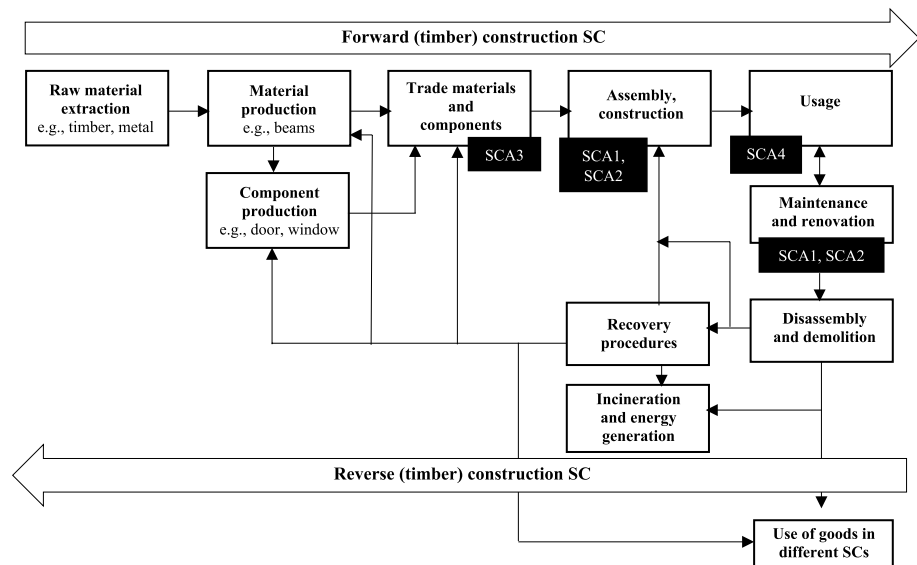 Forward (timber) construction SC
Raw material
extraction
e.g., timber, metal
Material
production
e.g., beams
Trade materials
and
components
SCA3
Assembly,
construction
SCA1,
SCA2
Usage
SCA4
Component
production
e.g., door, window
Maintenance
and renovation
SCA1, SCA2
Recovery
procedures
Disassembly
and demolition
Incineration
and energy
generation
Reverse (timber) construction SC
Use of goods in
different SCs